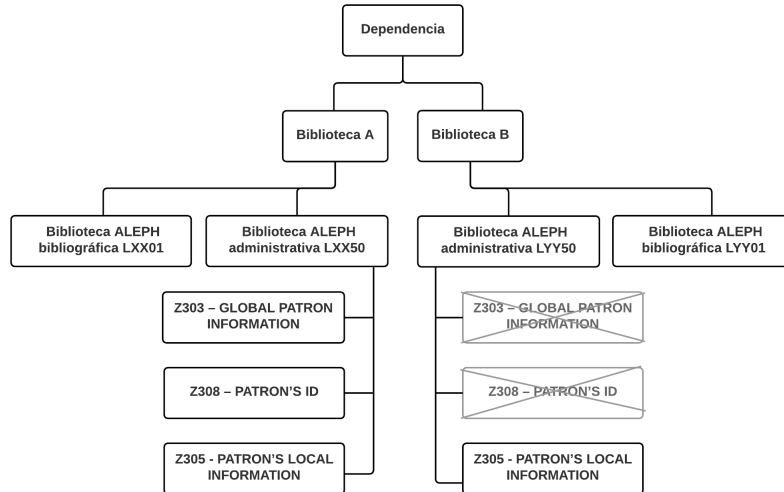 Dependencia
Biblioteca A
Biblioteca B
Biblioteca ALEPH
bibliográfica LXX01
Biblioteca ALEPH
administrativa LXX50
Biblioteca ALEPH
administrativa LYY50
Biblioteca ALEPH
bibliográfica LYY01
Z303 – GLOBAL PATRON
INFORMATION
Z303 – GLOBAL PATRON
INFORMATION
Z308 – PATRON’S ID
Z308 – PATRON’S ID
Z305 - PATRON’S LOCAL
INFORMATION
Z305 - PATRON’S LOCAL
INFORMATION